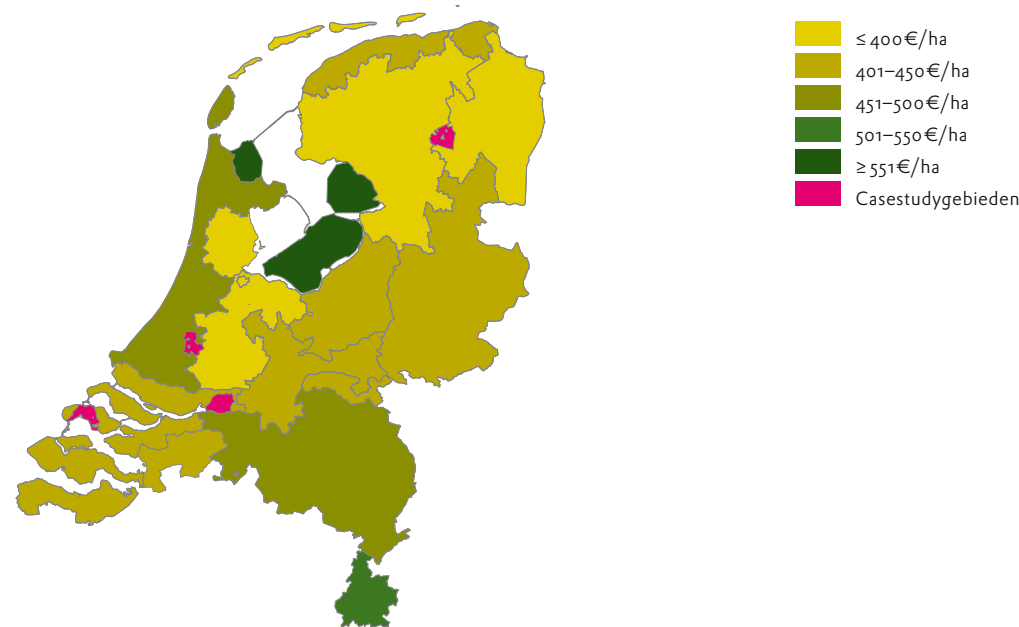 ≤ 400 €/ha
401–450 €/ha
451–500 €/ha
501–550 €/ha
≥ 551 €/ha
Casestudygebieden